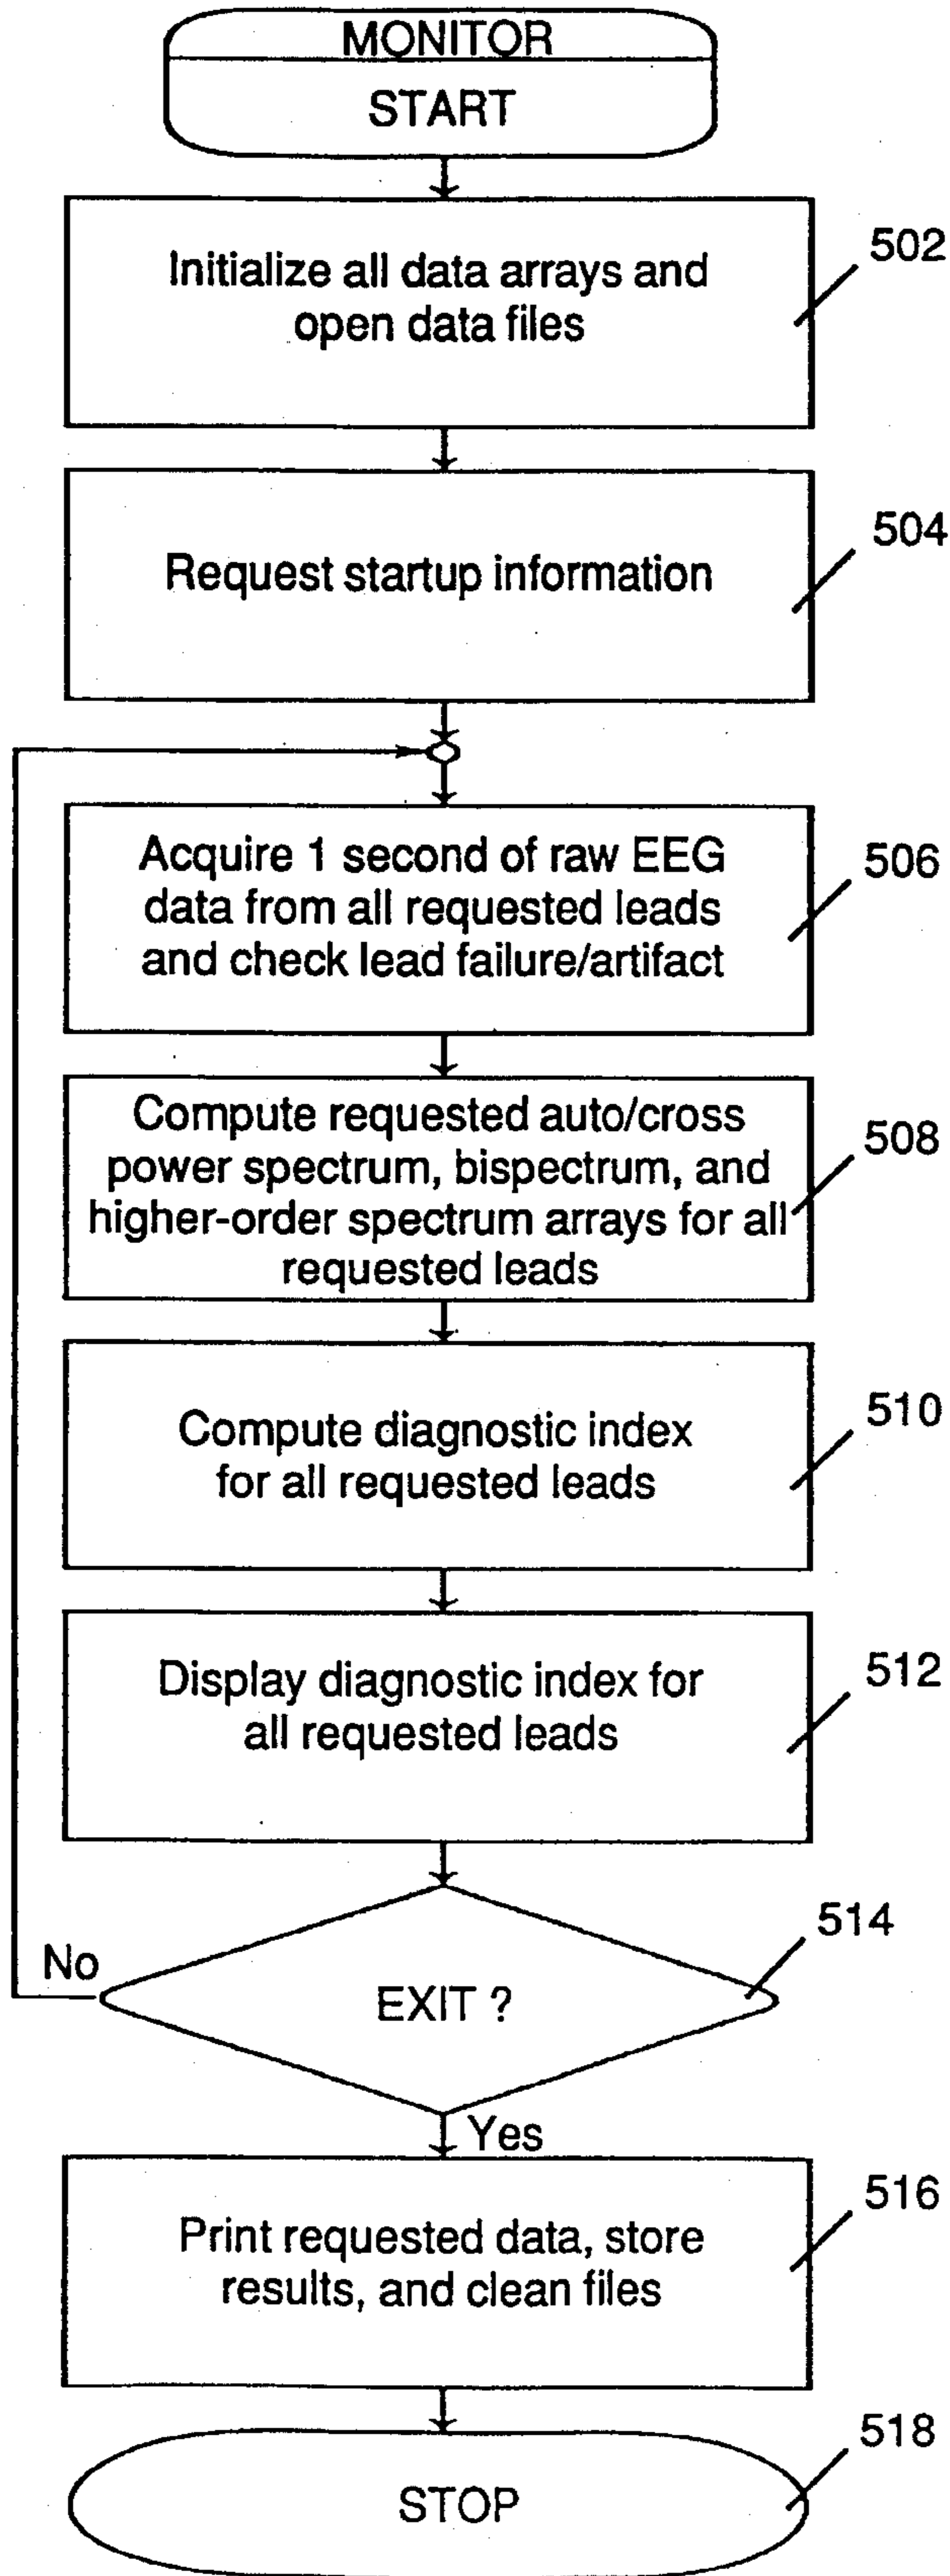 MONITOR
START
Initialize all data arrays and
open data files
502
Request startup information
504
Acquire 1 second of raw EEG
data from all requested leads
and check lead failure/artifact
506
Compute requested auto/cross
power spectrum, bispectrum, and
higher-order spectrum arrays for all
requested leads
508
Compute diagnostic index
for all requested leads
510
Display diagnostic index for
all requested leads
512
No
EXIT ?
514
Yes
Print requested data, store
results, and clean files
516
STOP
518